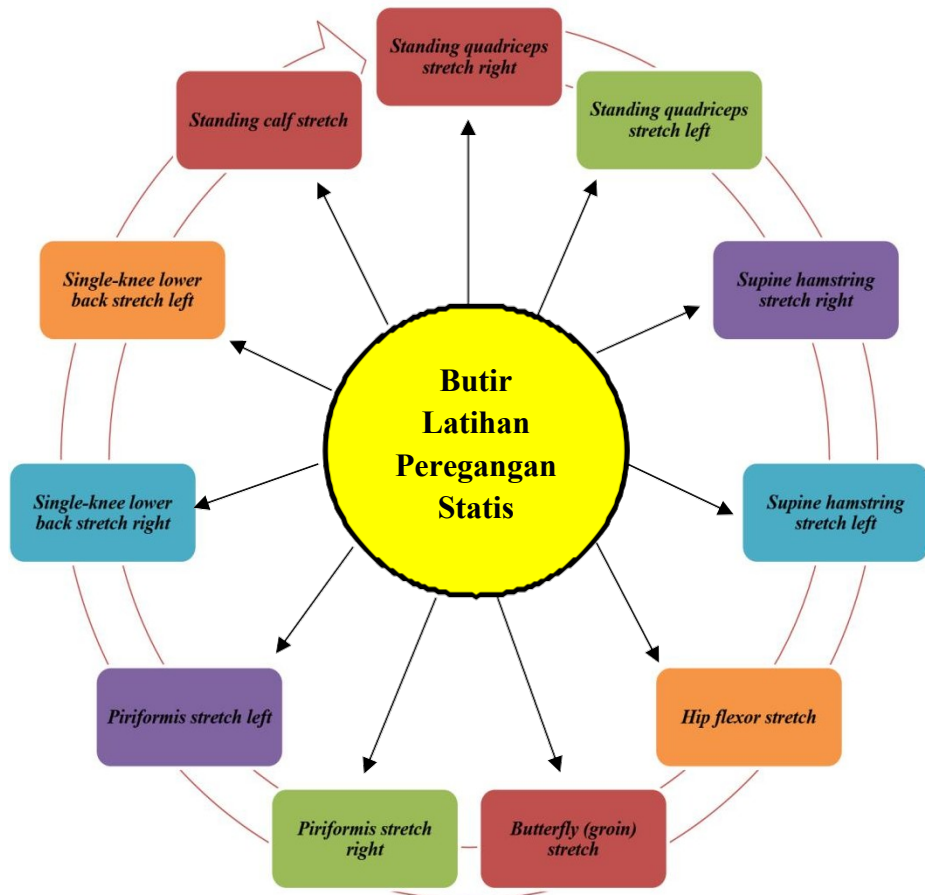 Standing quadriceps
stretch right
Standing quadriceps
stretch left
Supine hamstring
stretch right
Supine hamstring
stretch left
Hip flexor stretch
Butterfly (groin)
stretch
Piriformis stretch
right
Piriformis stretch left
Single-knee lower
back stretch right
Single-knee lower
back stretch left
Standing calf stretch
Butir
Latihan
Peregangan
Statis